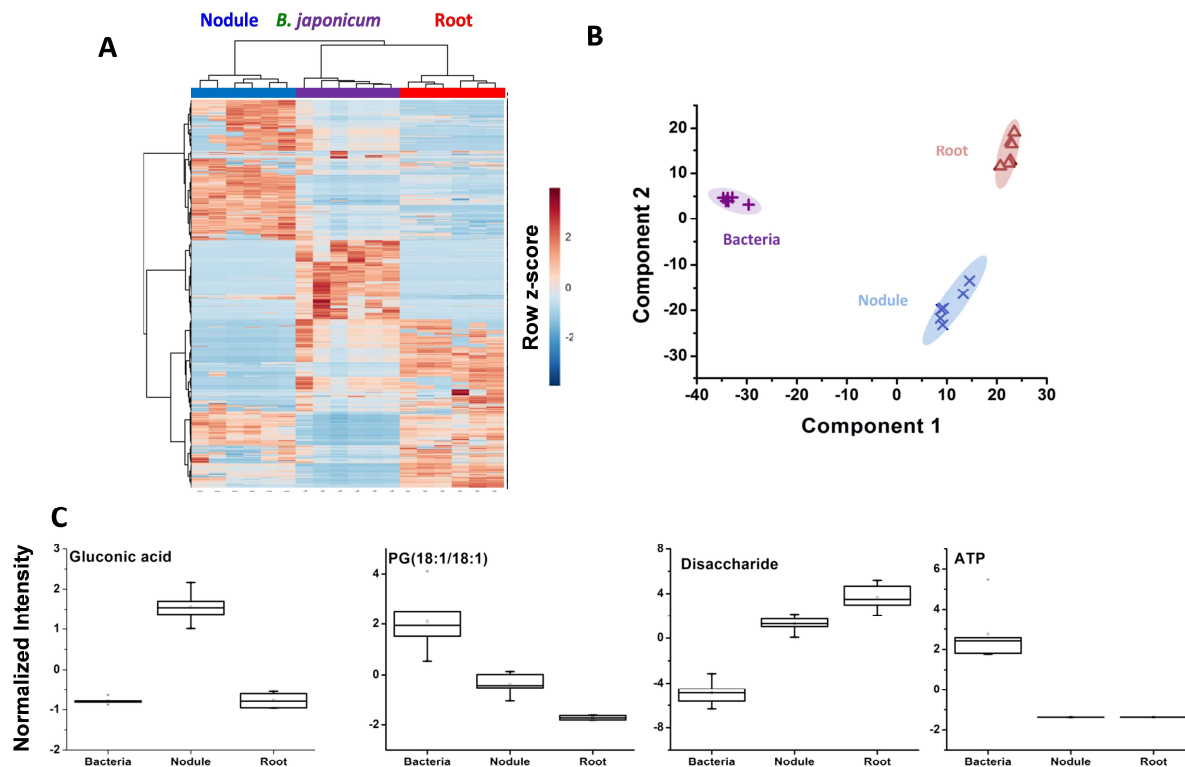 A
Nodule B. japonicum Root
Row z-score
2
0
-2
B
Component 2
20
10
0
-10
-20
-30
Root
Bacteria
Nodule
-40 -30 -20 -10 0 10 20 30
Component 1
C
Normalized Intensity
Gluconic acid
3
2
1
0
-1
-2
Bacteria Nodule Root
PG(18:1/18:1)
4
2
0
-2
Bacteria Nodule Root
Disaccharide
8
4
0
-4
-8
Bacteria Nodule Root
ATP
6
4
2
0
-2
Bacteria Nodule Root